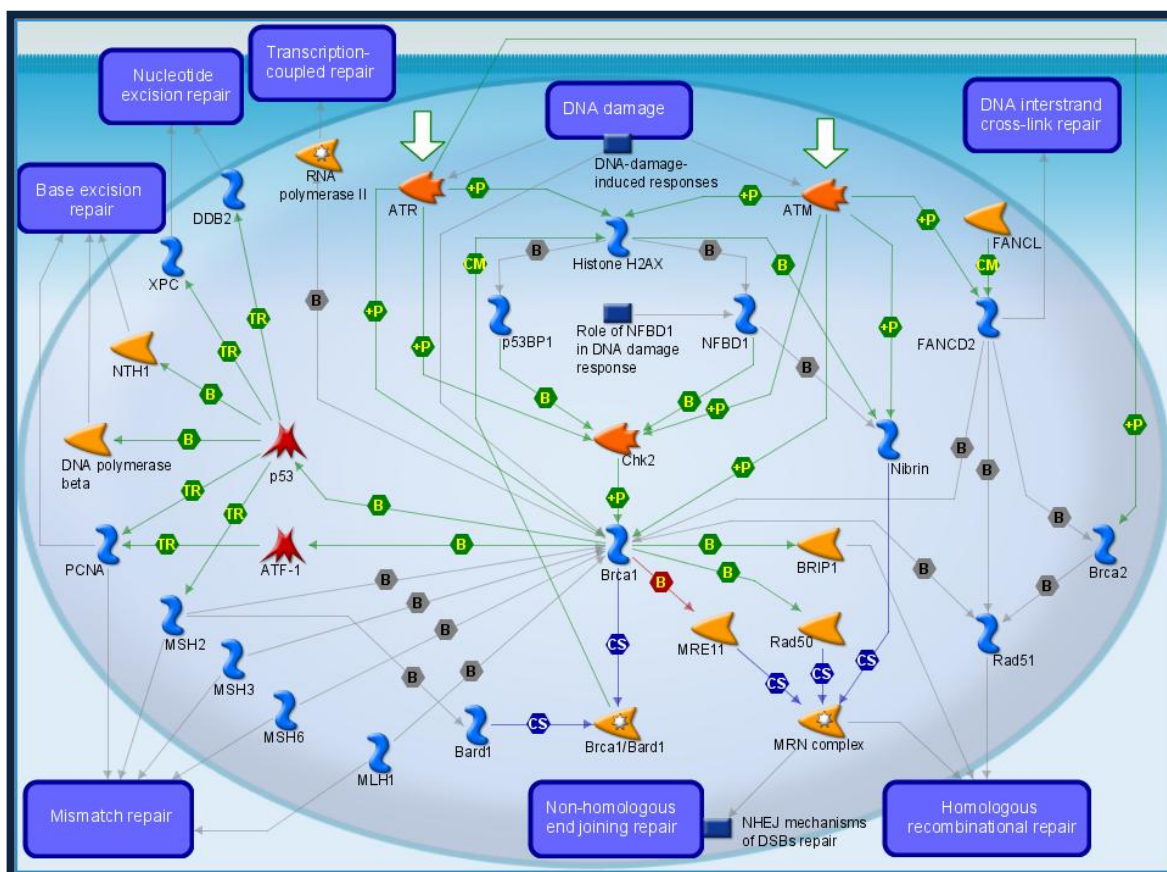 Transcription-
coupled repair
Nucleotide
excision repair
DNA damage
DNA interstrand
cross-link repair
Base excision
repair
RNA
polymerase II
DNA-damage-
induced responses
DDB2
ATR
+P
+P
ATM
+P
FANCL
XPC
CM
Histone H2AX
B
B
B
CM
B
TR
TR
+P
p53BP1
Role of NFBD1
in DNA damage
response
NFBD1
+P
FANCD2
NTH1
+P
B
B
B
B
+P
+P
B
DNA polymerase
beta
p53
Chk2
Nibrin
B
B
+P
+P
TR
TR
B
TR
B
B
B
B
PCNA
ATF-1
Brca1
BRIP1
Brca2
B
B
B
B
B
MSH2
B
B
MRE11
Rad50
Rad51
MSH3
B
CS
CS
CS
CS
MSH6
B
Bard1
CS
Brca1/Bard1
MRN complex
MLH1
Mismatch repair
Non-homologous
end joining repair
NHEJ mechanisms
of DSBs repair
Homologous
recombinational repair